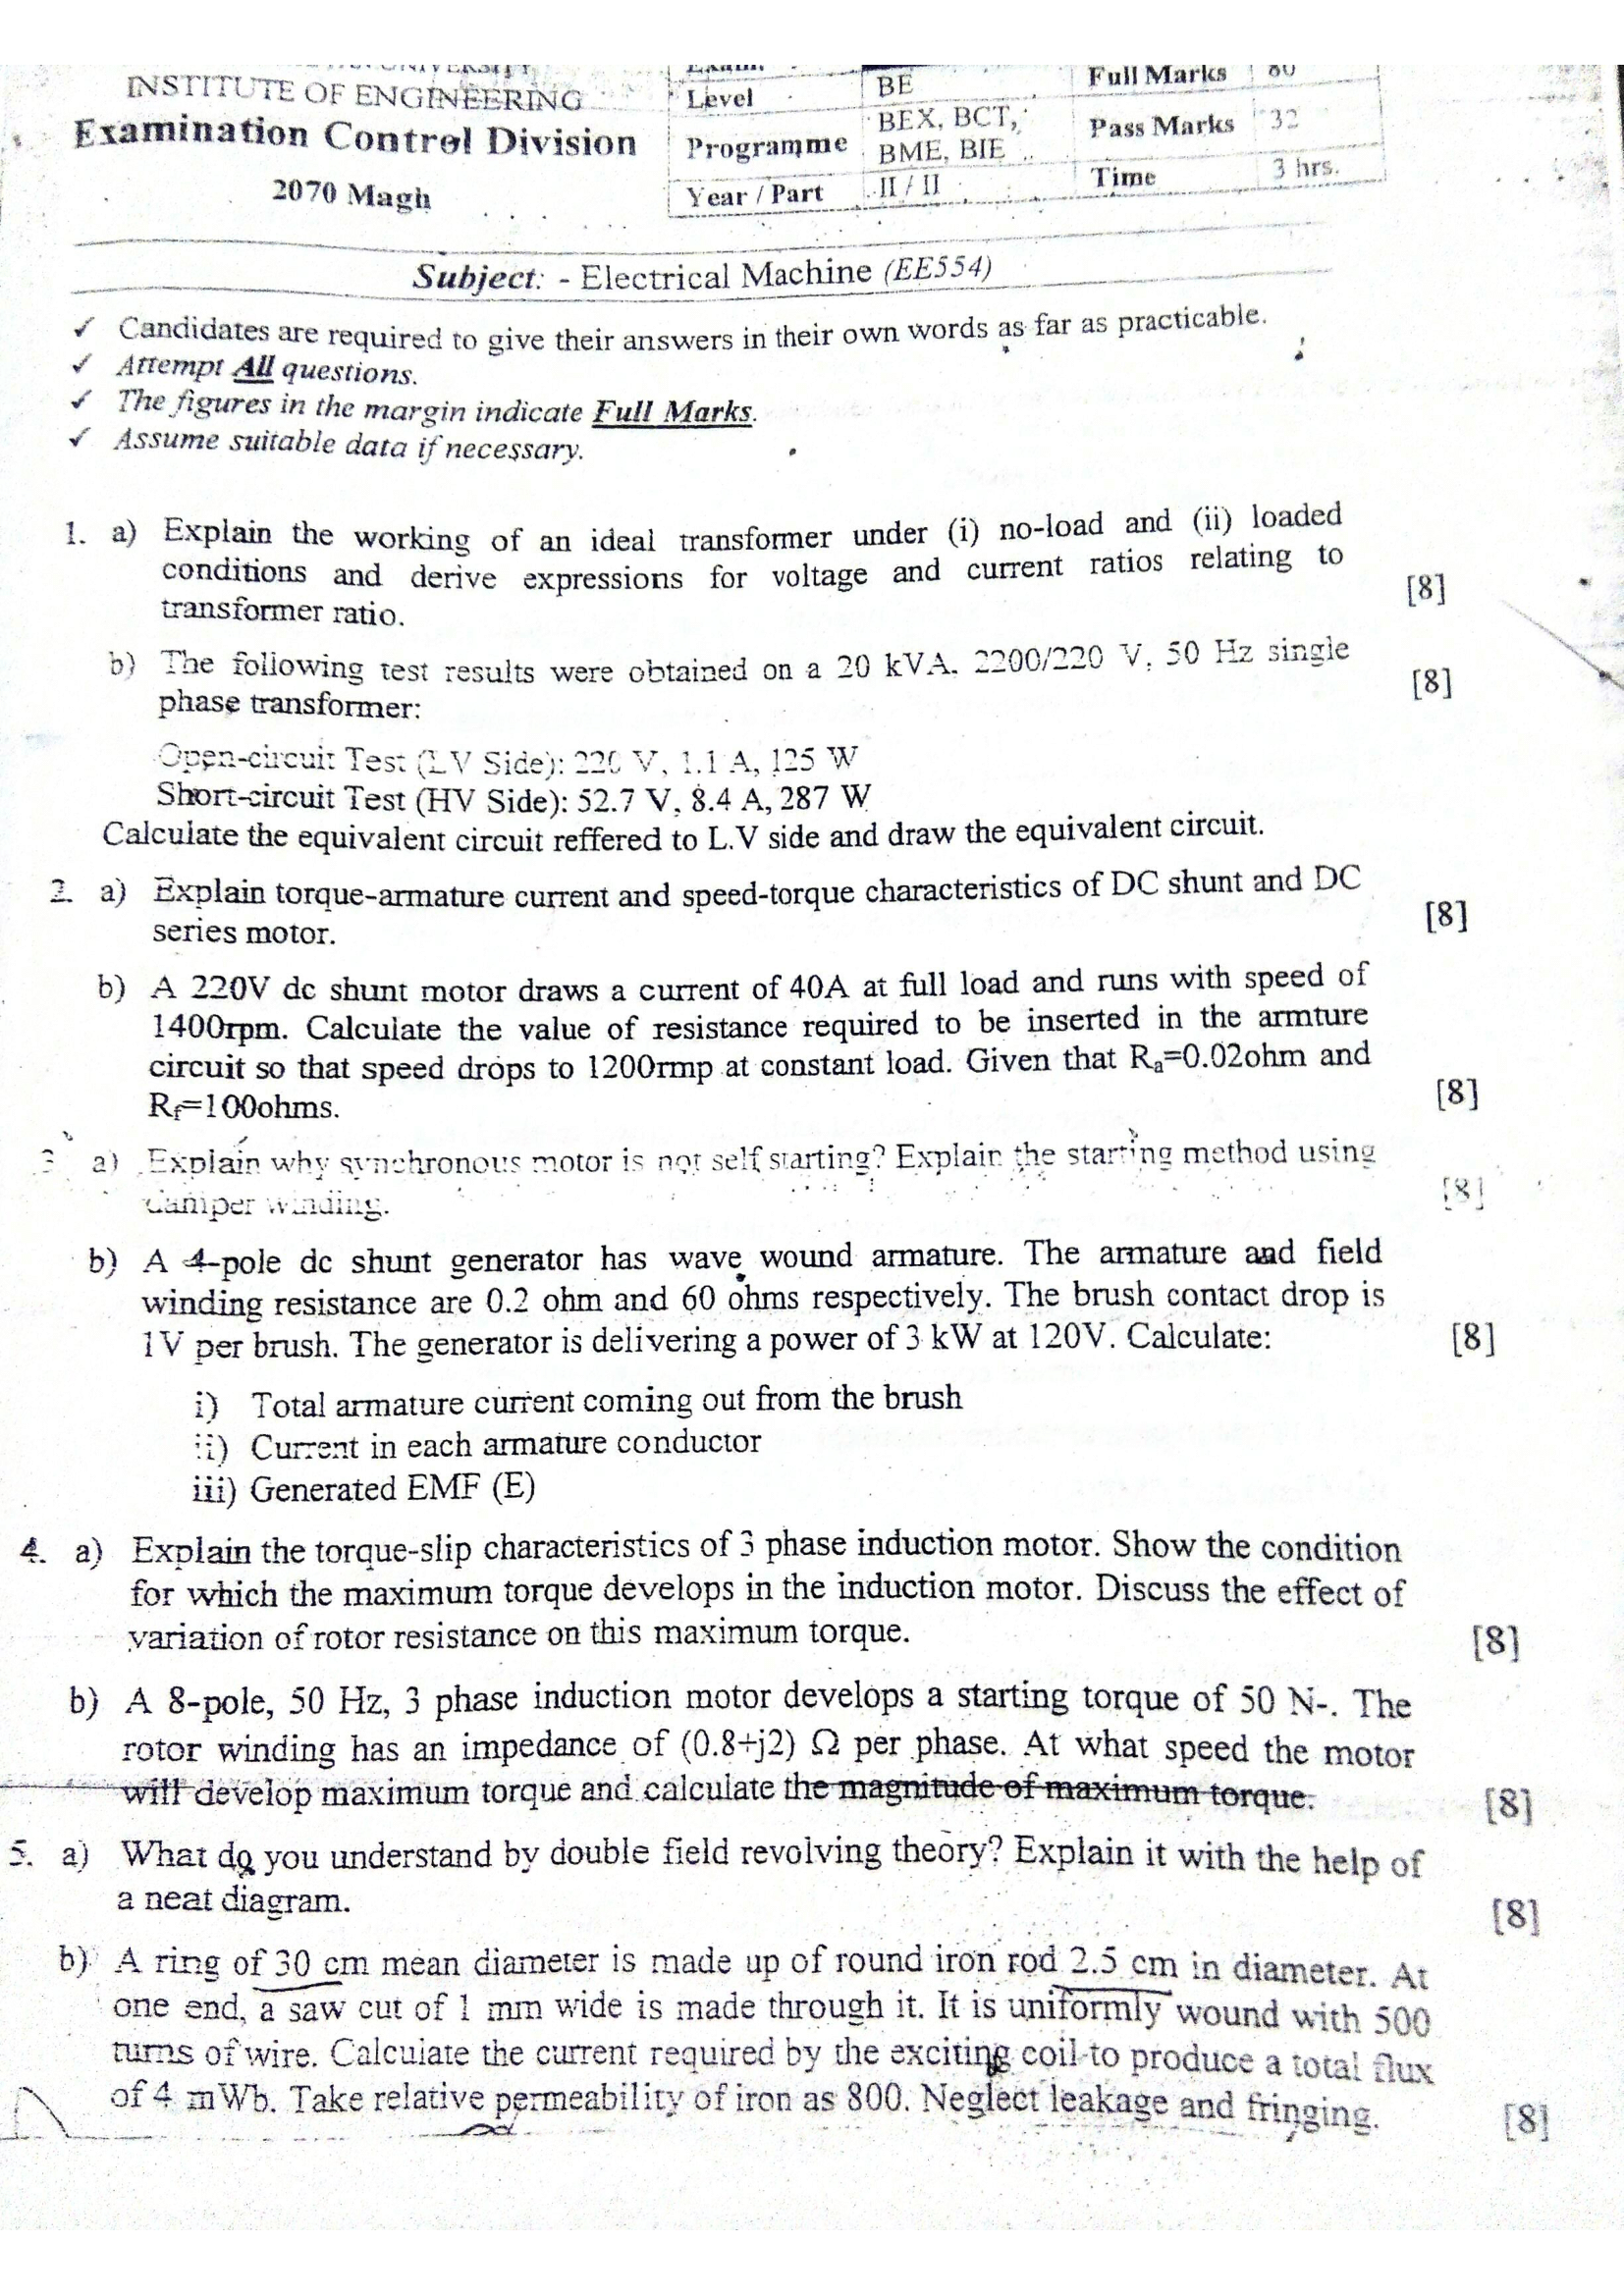 INSTITUTE OF ENGINEERING
Examination Control Division
2070 Magh
Exam.
Level BE Full Marks 80
Programme BEX, BCT, BME, BIE Pass Marks 32
Year / Part II / II Time 3 hrs.
Subject: - Electrical Machine (EE554)
✓ Candidates are required to give their answers in their own words as far as practicable.
✓ Attempt All questions.
✓ The figures in the margin indicate Full Marks.
✓ Assume suitable data if necessary.
1. a) Explain the working of an ideal transformer under (i) no-load and (ii) loaded
conditions and derive expressions for voltage and current ratios relating to
transformer ratio. [8]
b) The following test results were obtained on a 20 kVA, 2200/220 V, 50 Hz single
phase transformer: [8]
Open-circuit Test (LV Side): 220 V, 1.1 A, 125 W
Short-circuit Test (HV Side): 52.7 V, 8.4 A, 287 W
Calculate the equivalent circuit reffered to L.V side and draw the equivalent circuit.
2. a) Explain torque-armature current and speed-torque characteristics of DC shunt and DC
series motor. [8]
b) A 220V dc shunt motor draws a current of 40A at full load and runs with speed of
1400rpm. Calculate the value of resistance required to be inserted in the armture
circuit so that speed drops to 1200rmp at constant load. Given that Ra=0.02ohm and
Rf=100ohms. [8]
3 a) Explain why synchronous motor is not self starting? Explain the starting method using
damper winding. [8]
b) A 4-pole dc shunt generator has wave wound armature. The armature and field
winding resistance are 0.2 ohm and 60 ohms respectively. The brush contact drop is
1V per brush. The generator is delivering a power of 3 kW at 120V. Calculate: [8]
i) Total armature current coming out from the brush
ii) Current in each armature conductor
iii) Generated EMF (E)
4. a) Explain the torque-slip characteristics of 3 phase induction motor. Show the condition
for which the maximum torque develops in the induction motor. Discuss the effect of
variation of rotor resistance on this maximum torque. [8]
b) A 8-pole, 50 Hz, 3 phase induction motor develops a starting torque of 50 N-. The
rotor winding has an impedance of (0.8+j2) Ω per phase. At what speed the motor
will develop maximum torque and calculate the magnitude of maximum torque. [8]
5. a) What do you understand by double field revolving theory? Explain it with the help of
a neat diagram. [8]
b) A ring of 30 cm mean diameter is made up of round iron rod 2.5 cm in diameter. At
one end, a saw cut of 1 mm wide is made through it. It is uniformly wound with 500
turns of wire. Calculate the current required by the exciting coil to produce a total flux
of 4 mWb. Take relative permeability of iron as 800. Neglect leakage and fringing. [8]